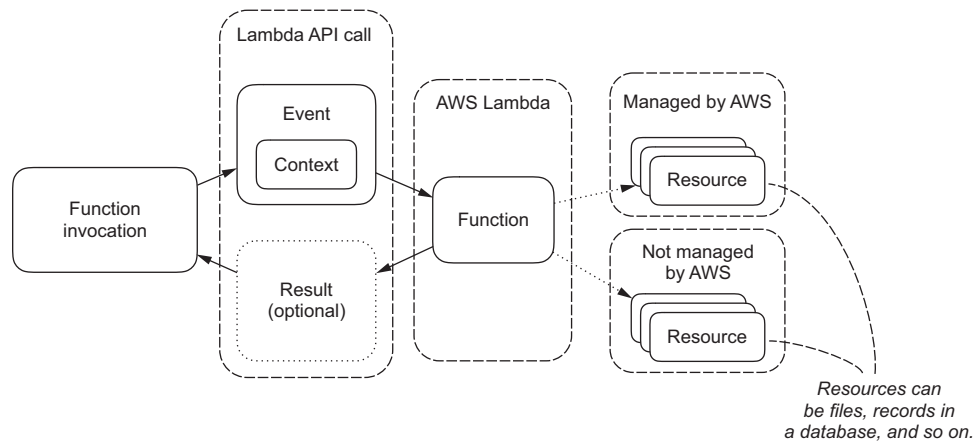 Lambda API call
Event
Context
Function
invocation
Result
(optional)
AWS Lambda
Function
Managed by AWS
Resource
Not managed
by AWS
Resource
Resources can
be files, records in
a database, and so on.